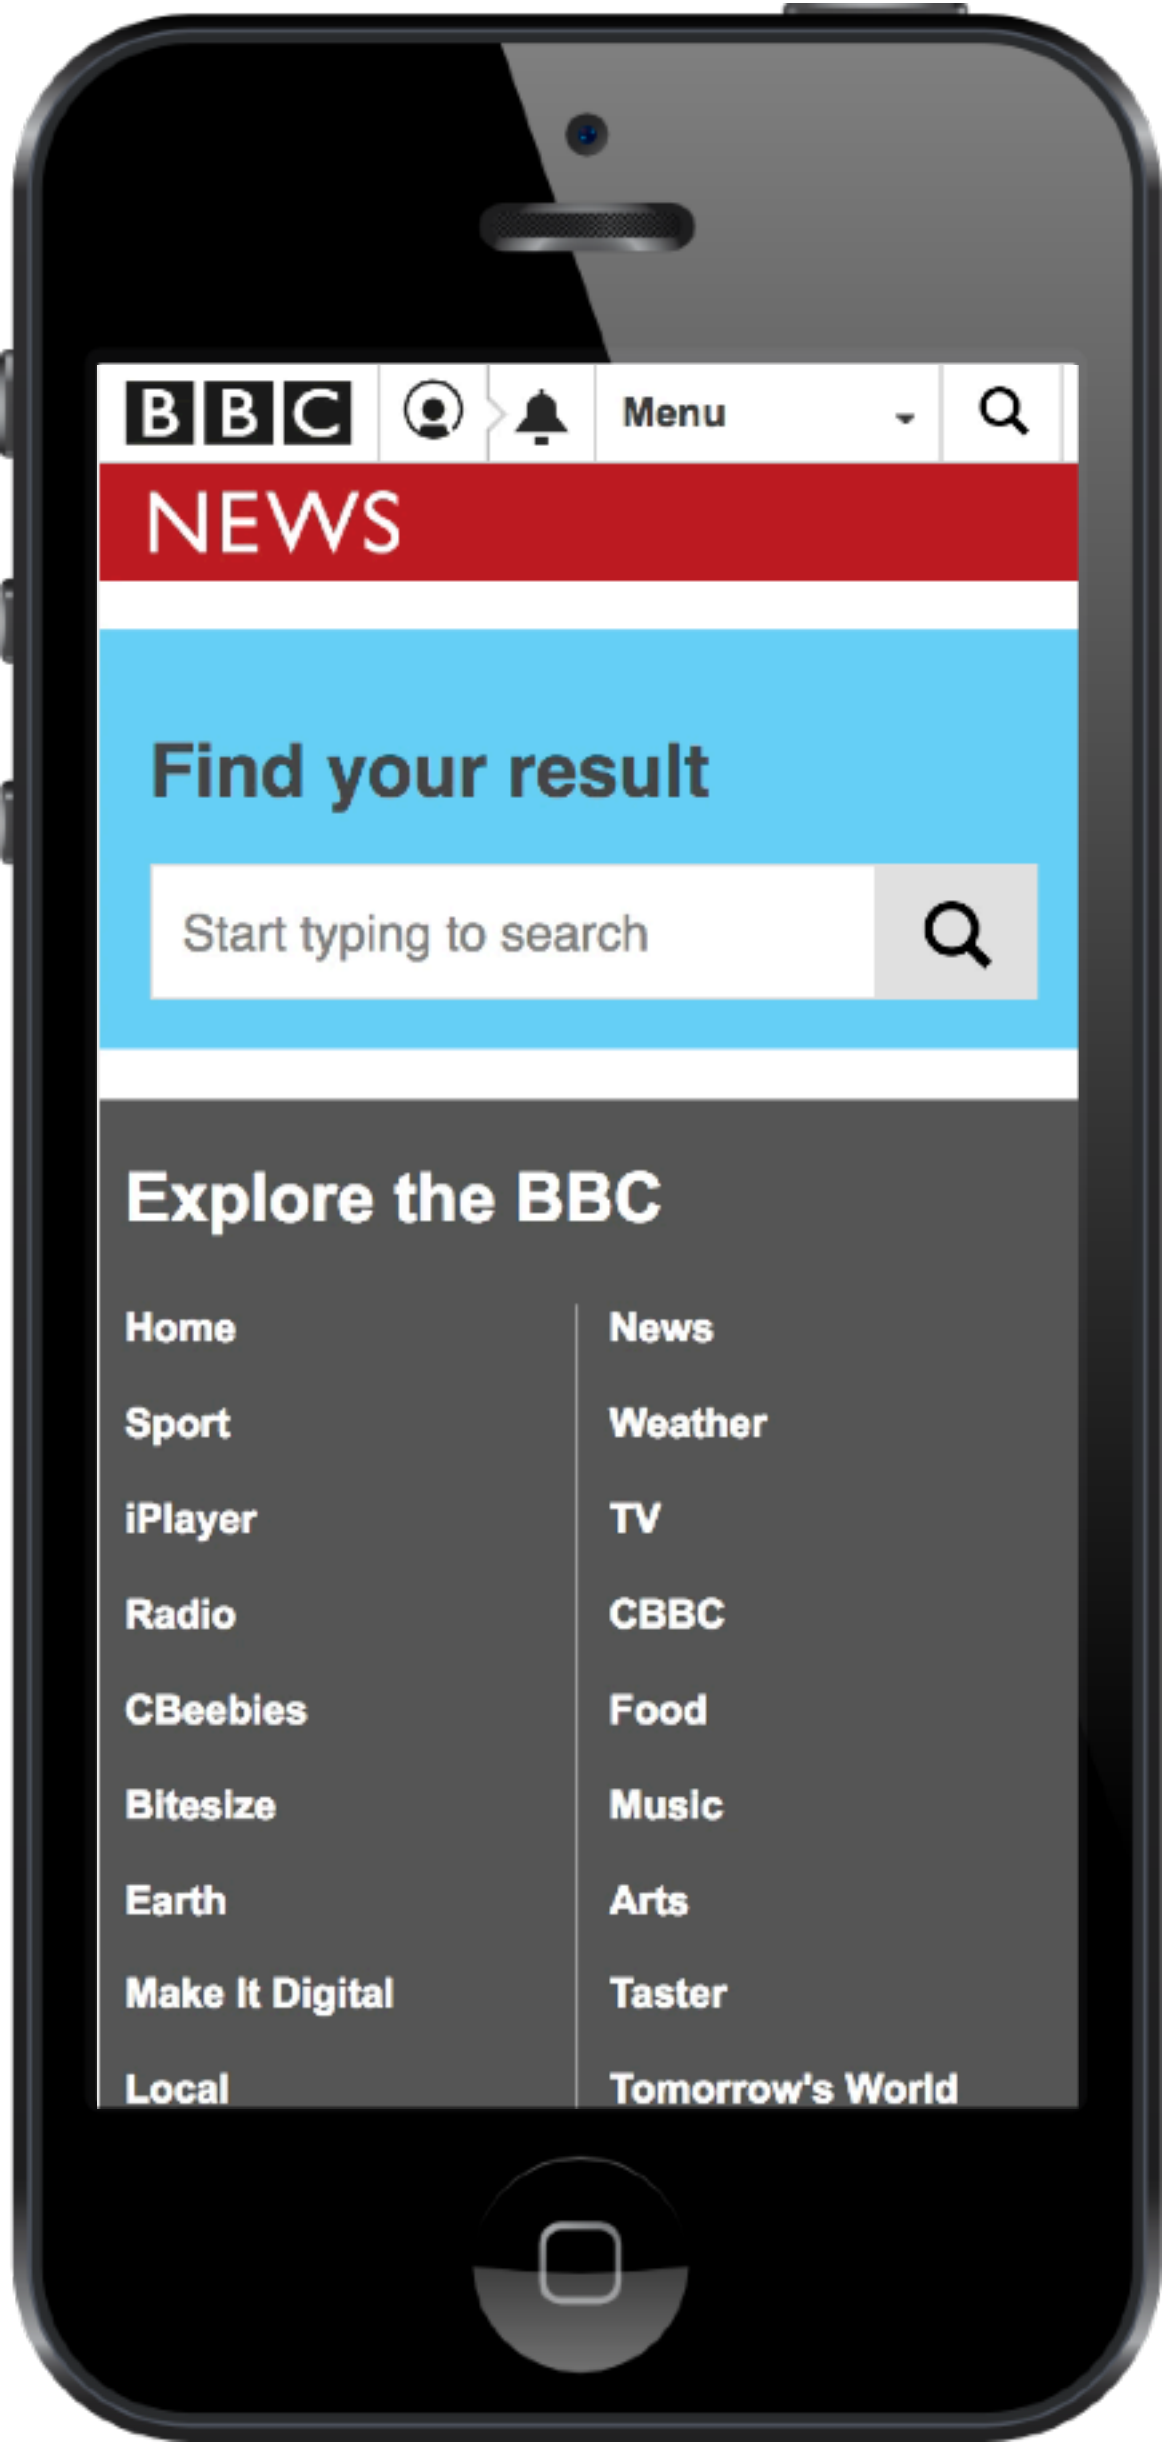 BBC Menu
NEWS
Find your result
Start typing to search
Explore the BBC
Home News
Sport Weather
iPlayer TV
Radio CBBC
CBeebies Food
Bitesize Music
Earth Arts
Make It Digital Taster
Local Tomorrow's World